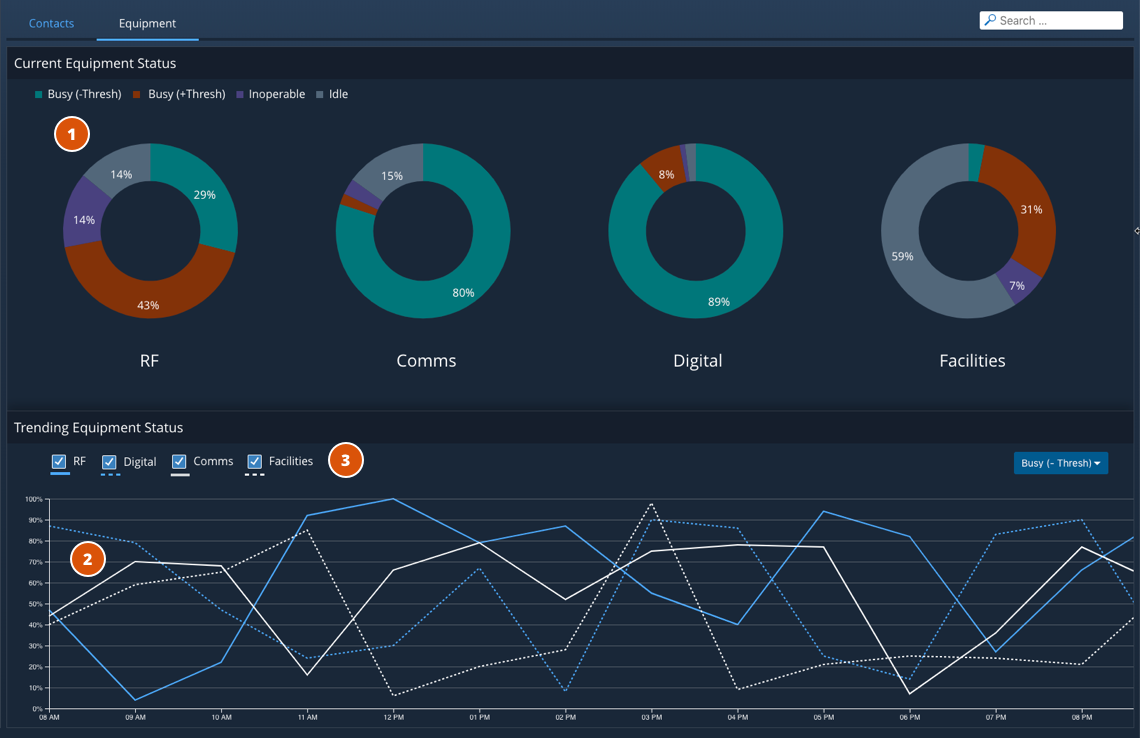 Contacts Equipment Search ...
Current Equipment Status
Busy (-Thresh) Busy (+Thresh) Inoperable Idle
1
14% 29% 14% 43%
15% 80%
8% 89%
31% 59% 7%
RF Comms Digital Facilities
Trending Equipment Status
RF Digital Comms Facilities 3 Busy (- Thresh)
100%
90%
80%
2
70%
60%
50%
40%
30%
20%
10%
0%
08 AM 09 AM 10 AM 11 AM 12 PM 01 PM 02 PM 03 PM 04 PM 05 PM 06 PM 07 PM 08 PM